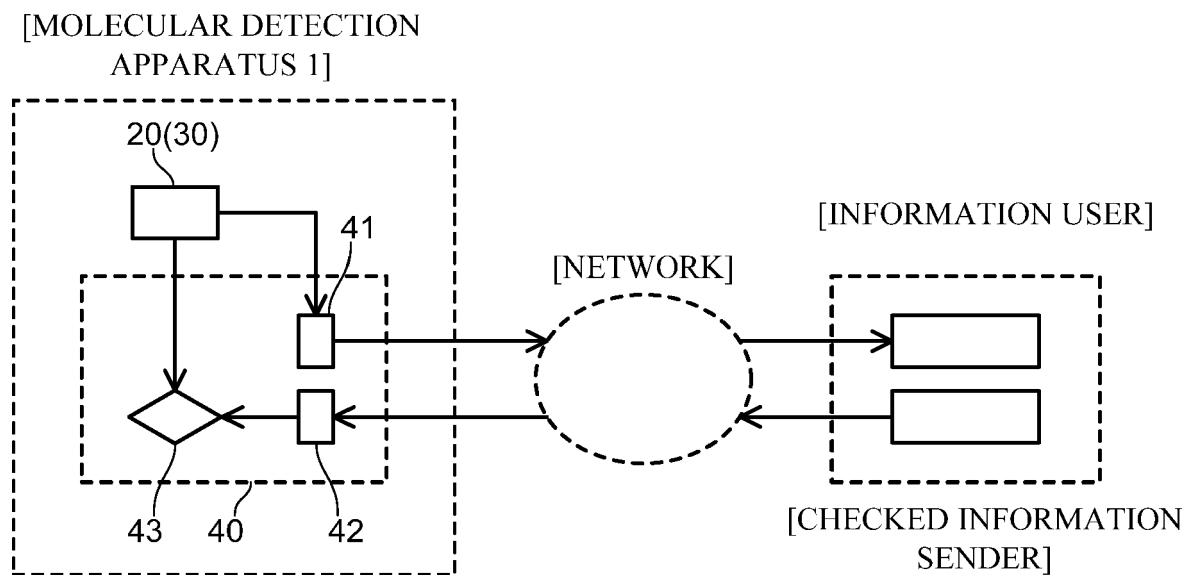 [MOLECULAR DETECTION
APPARATUS 1]
20(30)
41
[INFORMATION USER]
[NETWORK]
43
40
42
[CHECKED INFORMATION
SENDER]